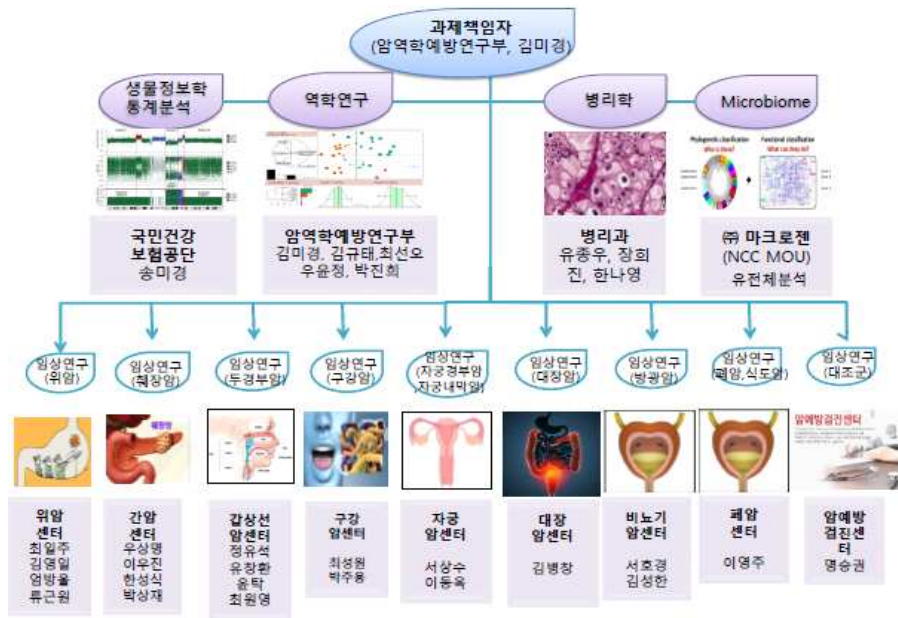 과제책임자
(암역학예방연구부, 김미경)
생물정보학
통계분석
역학연구
병리학
Microbiome
Phylogenetic classification
Who is there?
Functional classification
What can they do?
국민건강
보험공단
송미경
암역학예방연구부
김미경, 김규태,최선오
우윤정, 박진희
병리과
유종우, 장희
진, 한나영
㈜ 마크로젠
(NCC MOU)
유전체분석
임상연구
(위암)
임상연구
(췌장암)
임상연구
(두경부암)
임상연구
(구강암)
임상연구
(자궁경부암
,자궁내막암)
임상연구
(대장암)
임상연구
(방광암)
임상연구
(폐암,식도암)
임상연구
(대조군)
췌장암
암예방검진센터
위암
센터
최일주
김영일
엄방울
류근원
간암
센터
우상명
이우진
한성식
박상재
갑상선
암센터
정유석
유창환
윤탁
최원영
구강
암센터
최성원
박주용
자궁
암센터
서상수
이동옥
대장
암센터
김병창
비뇨기
암센터
서호경
김성한
폐암
센터
이영주
암예방
검진센
터
명승권